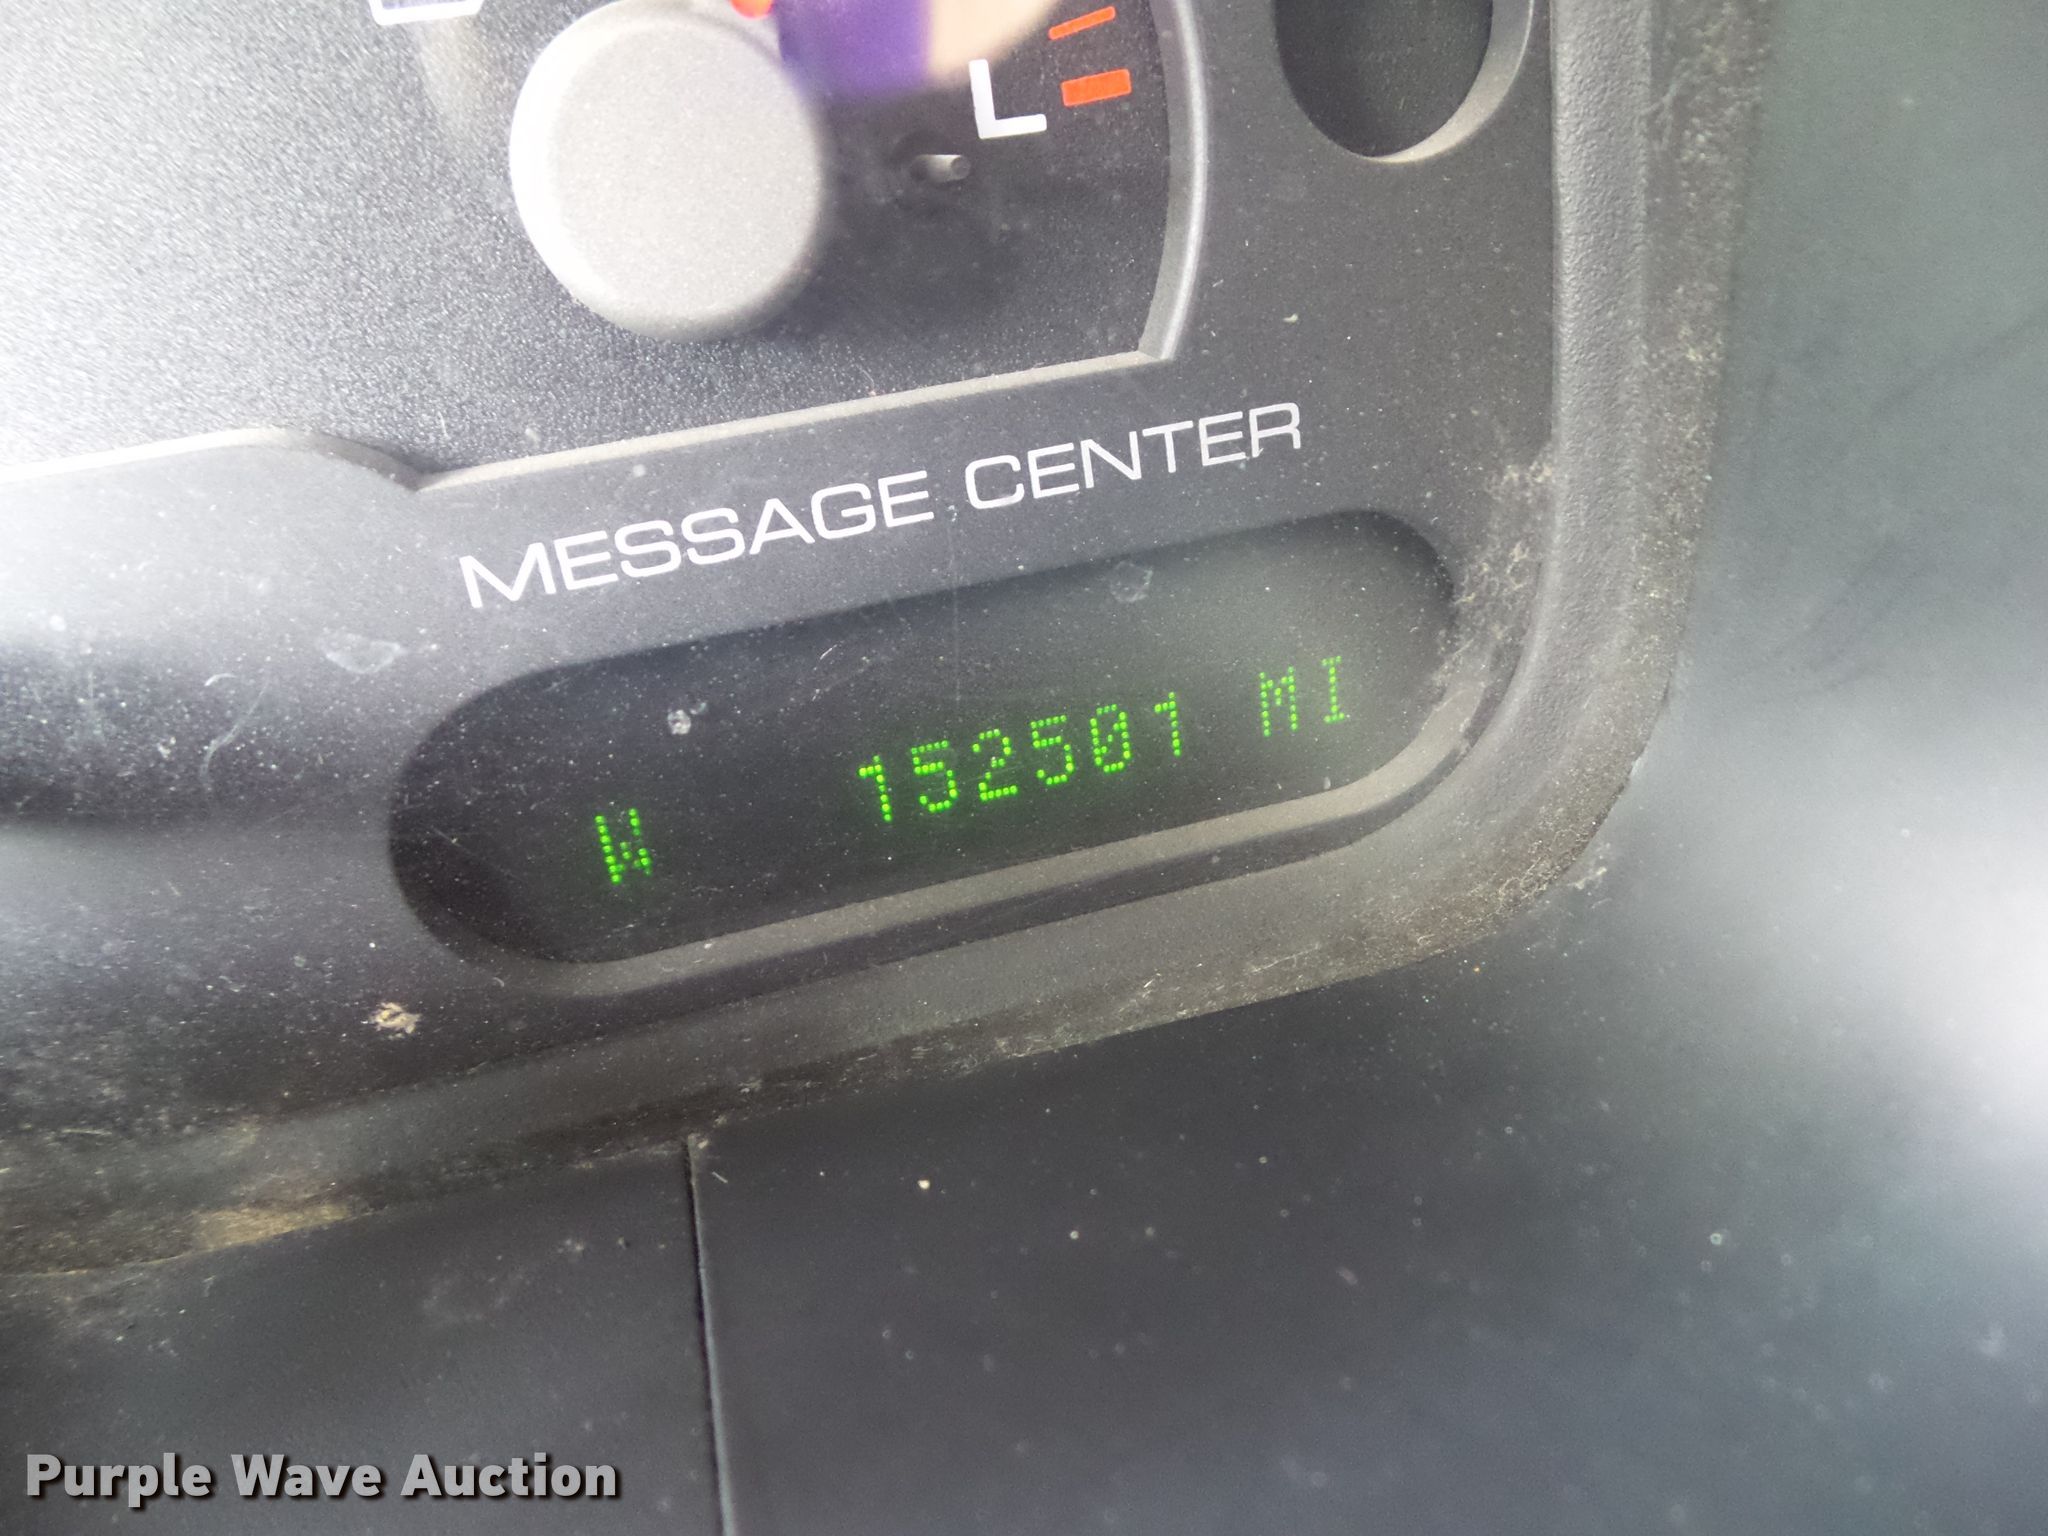 L
MESSAGE CENTER
W 152501 MI
Purple Wave Auction